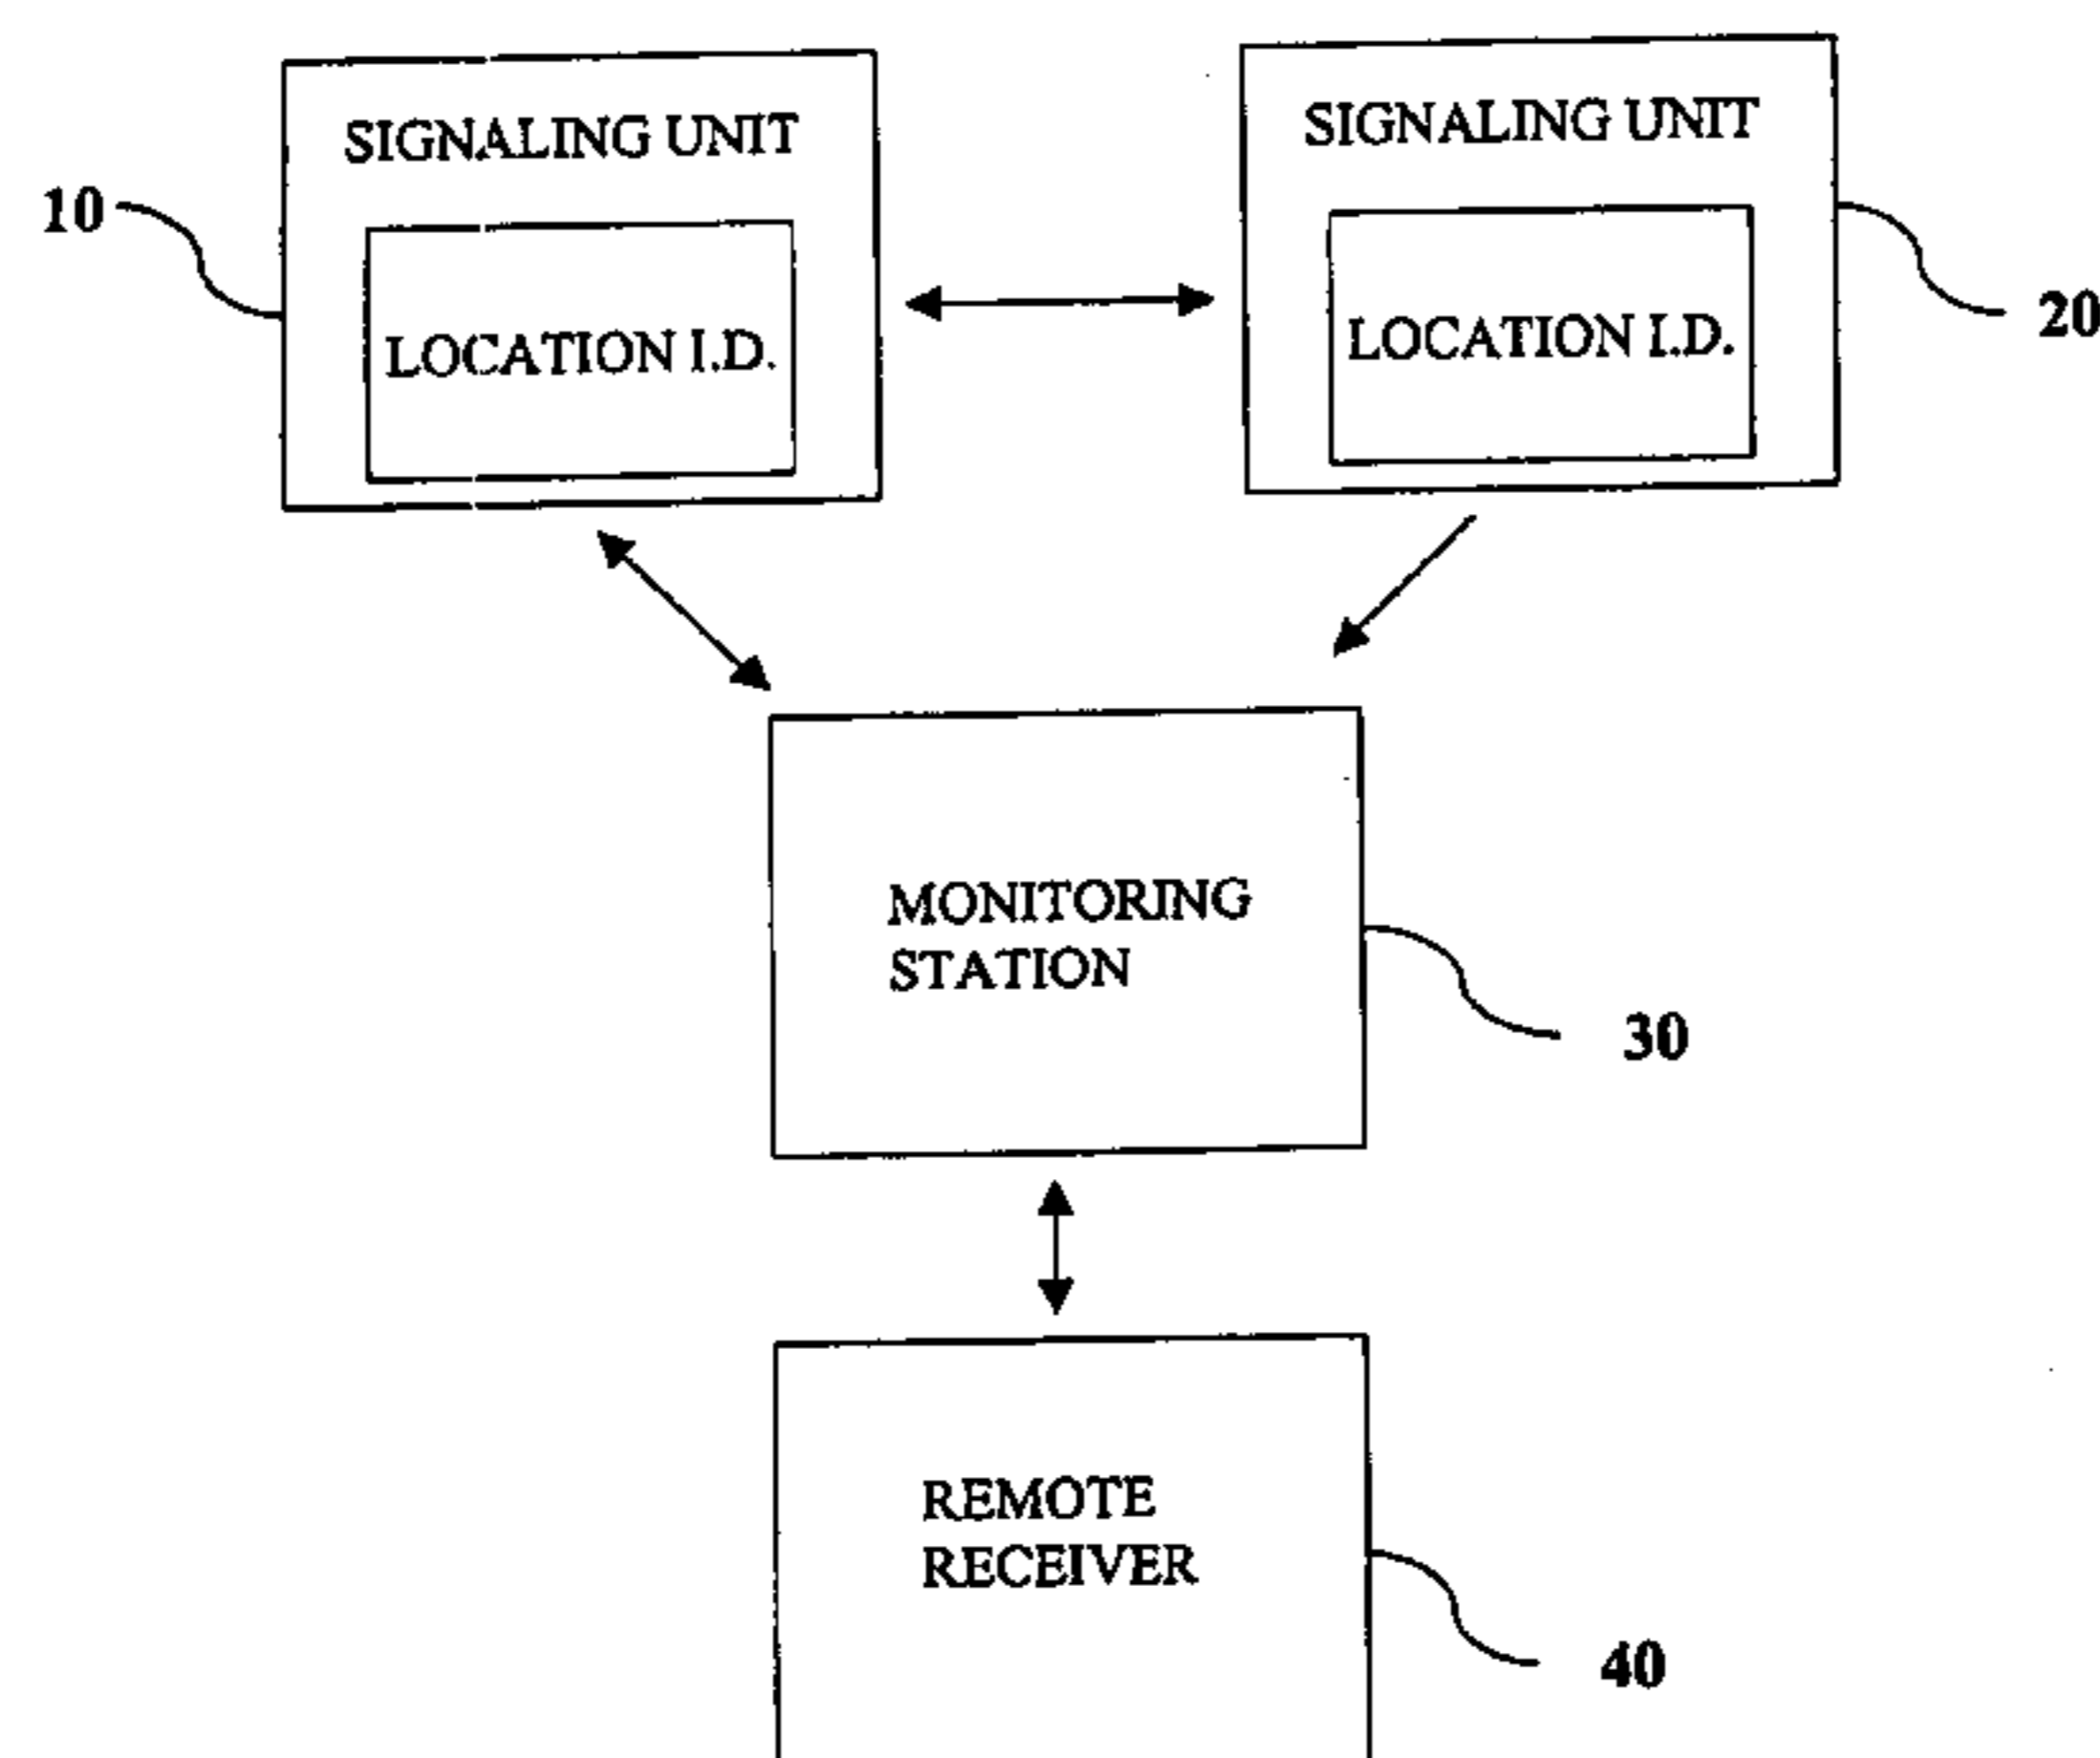 SIGNALING UNIT
SIGNALING UNIT
10
LOCATION I.D.
LOCATION I.D.
20
MONITORING
STATION
30
REMOTE
RECEIVER
40